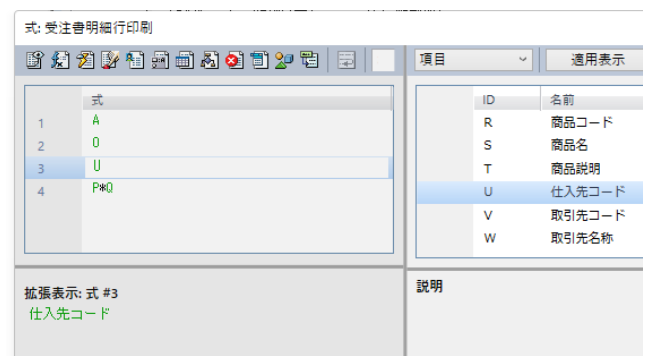 式: 受注書明細行印刷
項目
適用表示
式
1 A
2 O
3 U
4 P*Q
ID 名前
R 商品コード
S 商品名
T 商品説明
U 仕入先コード
V 取引先コード
W 取引先名称
拡張表示: 式 #3
仕入先コード
説明